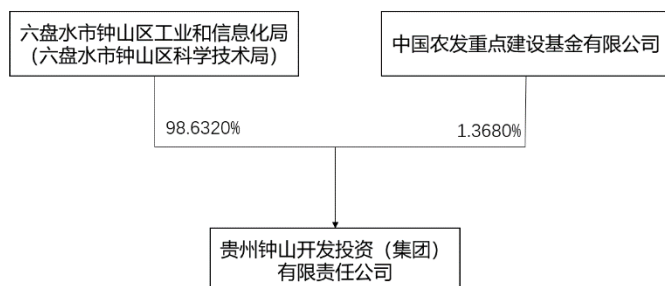 六盘水市钟山区工业和信息化局
（六盘水市钟山区科学技术局）
中国农发重点建设基金有限公司
98.6320%
1.3680%
贵州钟山开发投资（集团）
有限责任公司